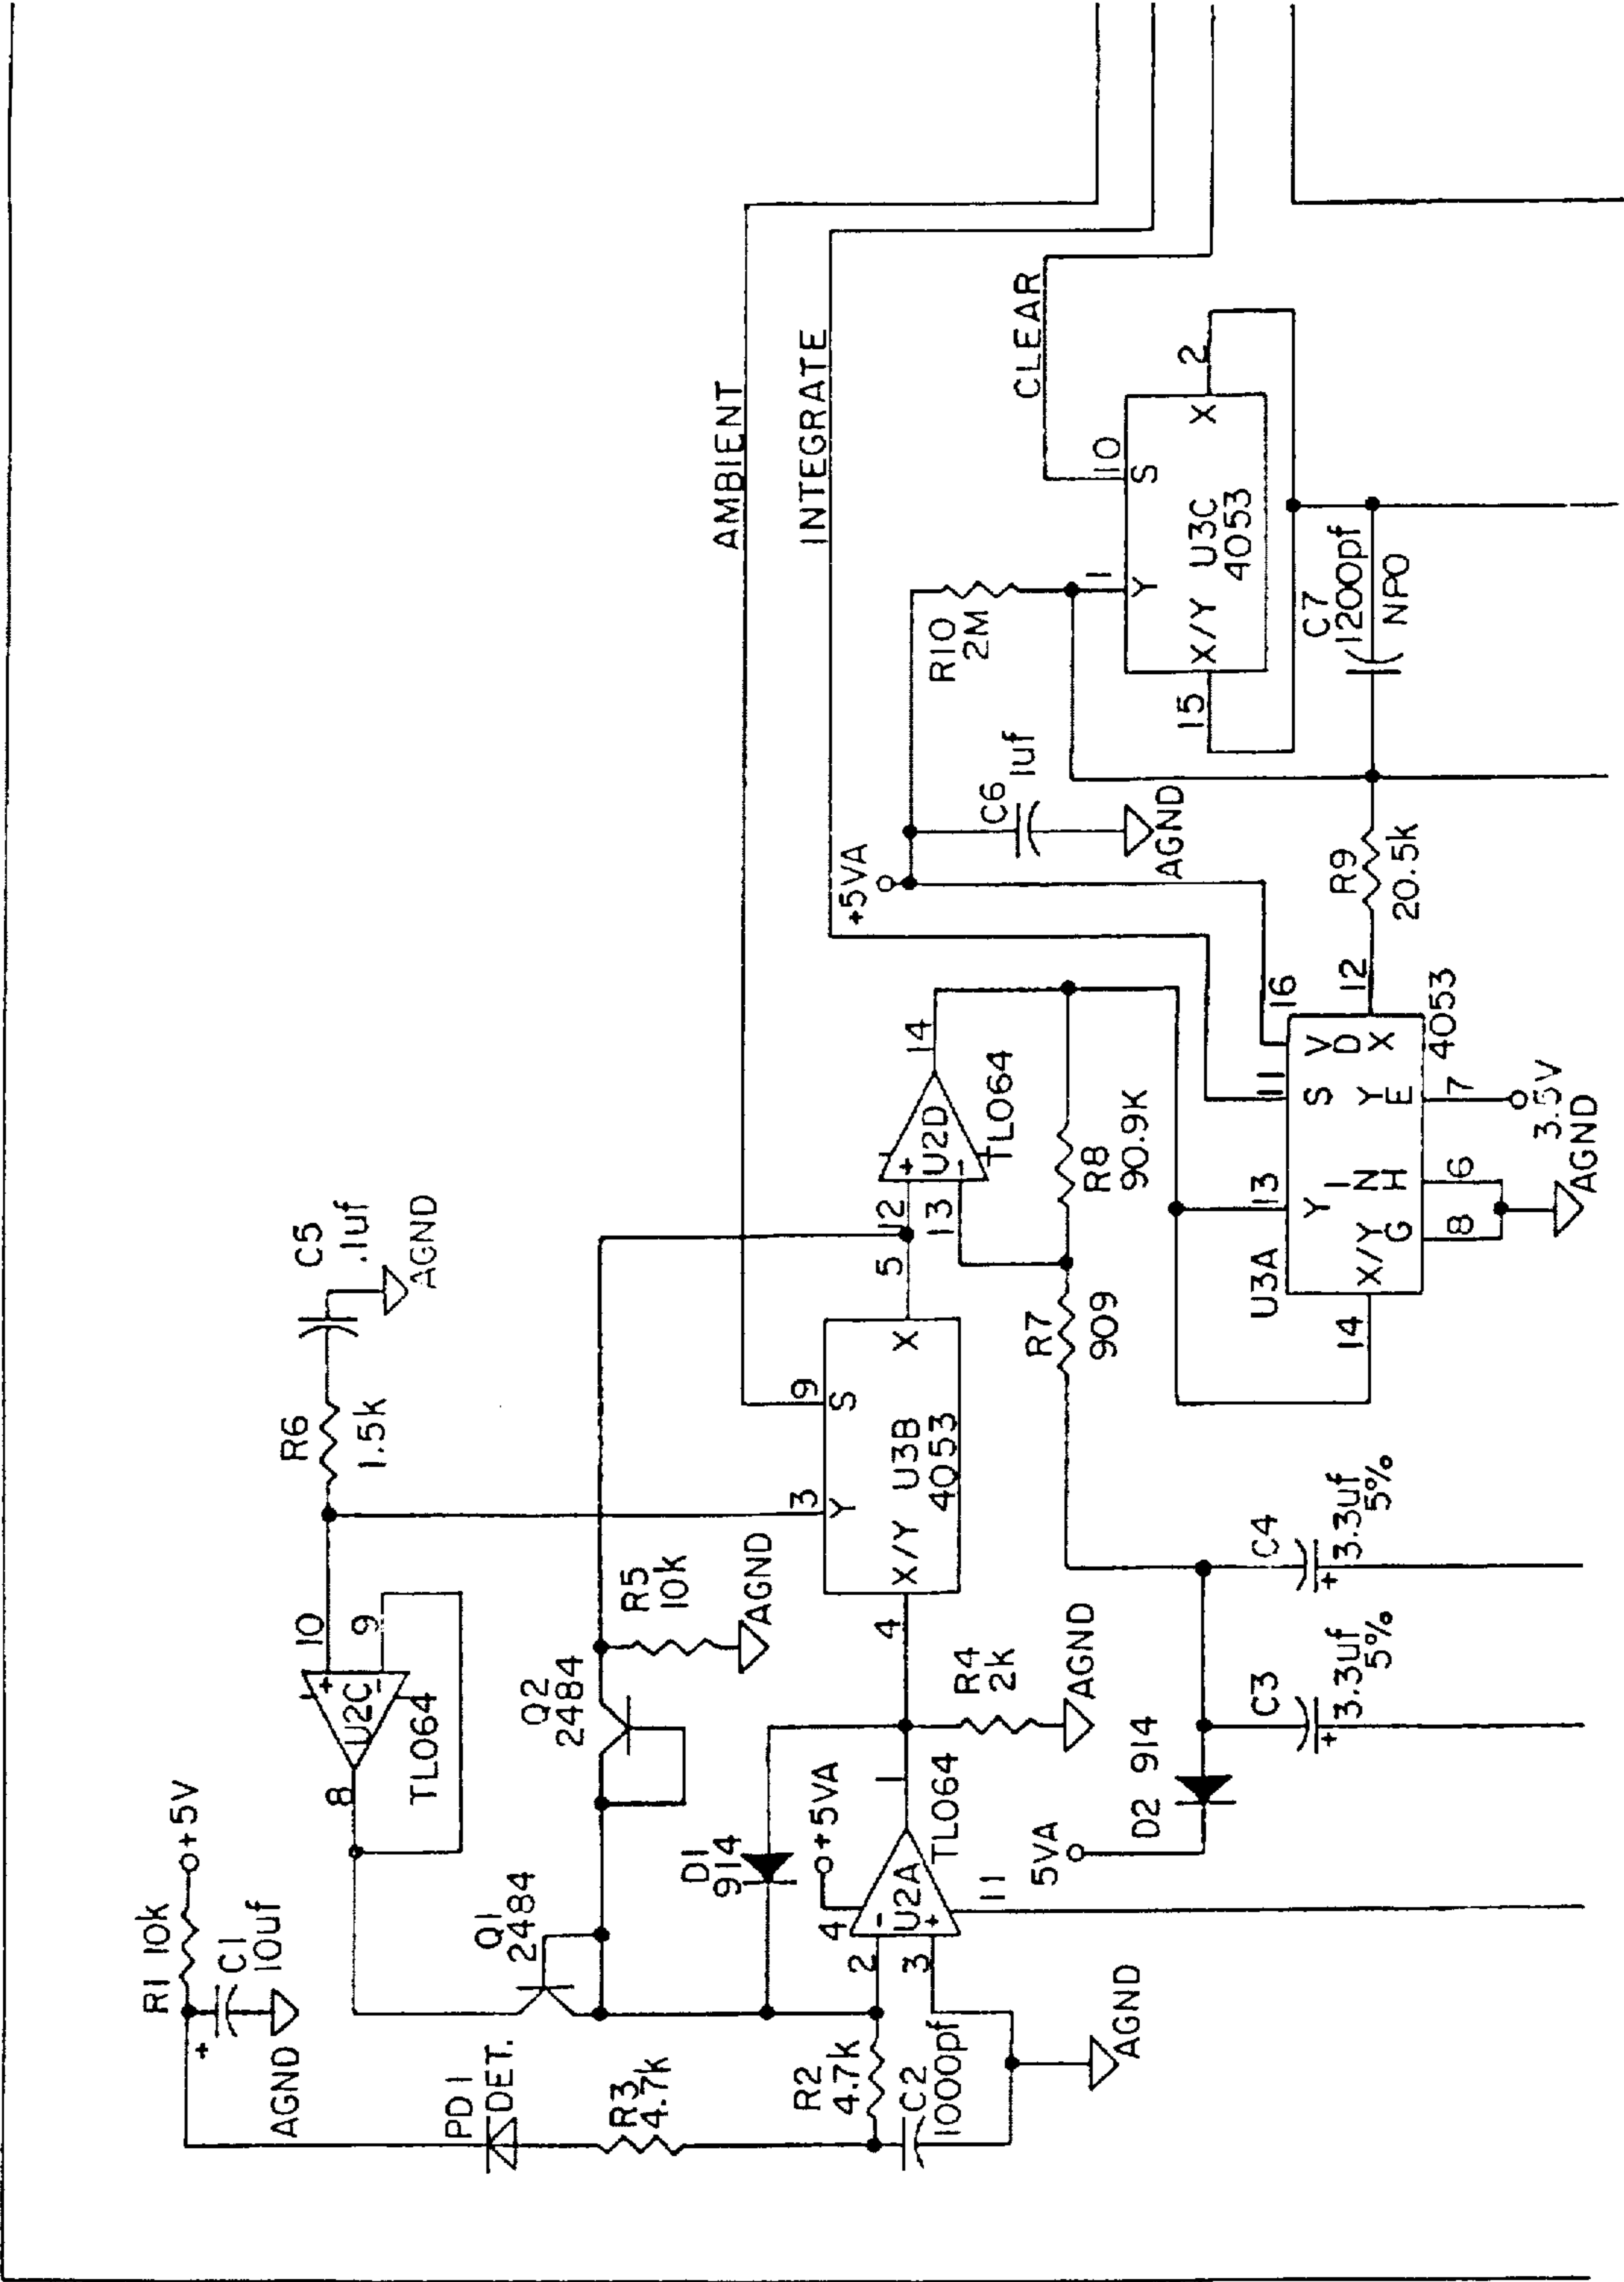 R1 10k
+5V
C1
10uf
+
AGND
PD1
DET.
R3
4.7k
R2
4.7k
C2
1000pf
AGND
Q1
2484
8
U2C
+
-
10
9
TL064
R6
1.5k
C5
.1uf
AGND
Q2
2484
R5
10k
AGND
D1
914
+5VA
4
2
3
-
+
U2A
1
TL064
11
R4
2k
AGND
5VA
D2 914
C3
+
3.3uf
5%
C4
+
3.3uf
5%
3
9
4
5
Y
S
X/Y
X
U3B
4053
12
13
+
-
U2D
14
TL064
R7
909
R8
90.9K
AMBIENT
INTEGRATE
CLEAR
+5VA
C6
1uf
AGND
R10
2M
1
10
15
2
Y
S
X/Y
X
U3C
4053
C7
1200pf
NPO
R9
20.5k
U3A
13
11
16
14
12
Y
S
V
D
X/Y
X
I
N
H
G
Y
E
8
6
7
4053
AGND